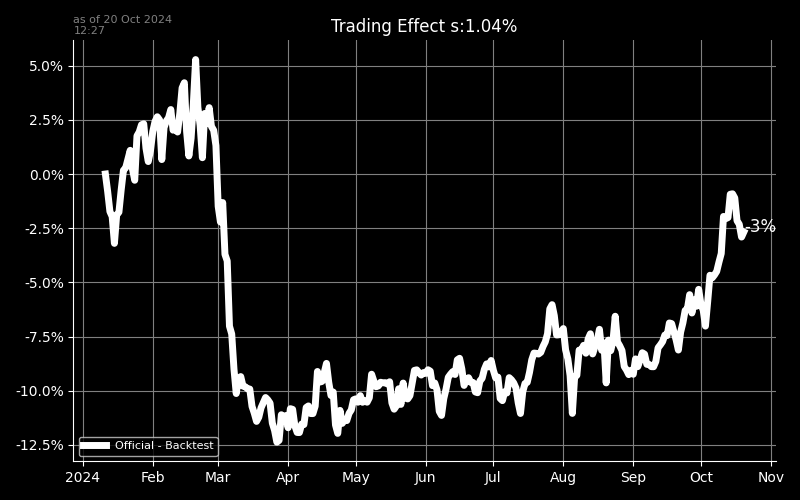 as of 20 Oct 2024
12:27
Trading Effect s:1.04%
5.0%
2.5%
0.0%
-2.5%
-5.0%
-7.5%
-10.0%
-12.5%
-3%
Official - Backtest
2024 Feb Mar Apr May Jun Jul Aug Sep Oct Nov